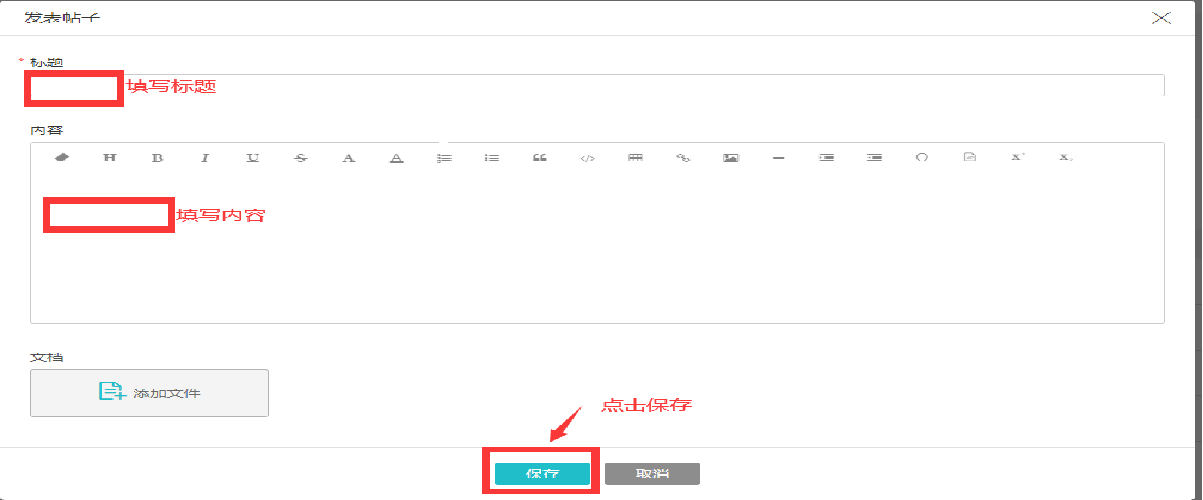 发表帖子
* 标题
填写标题
内容
H B I U S A A
填写内容
文档
添加文件
点击保存
保存 取消